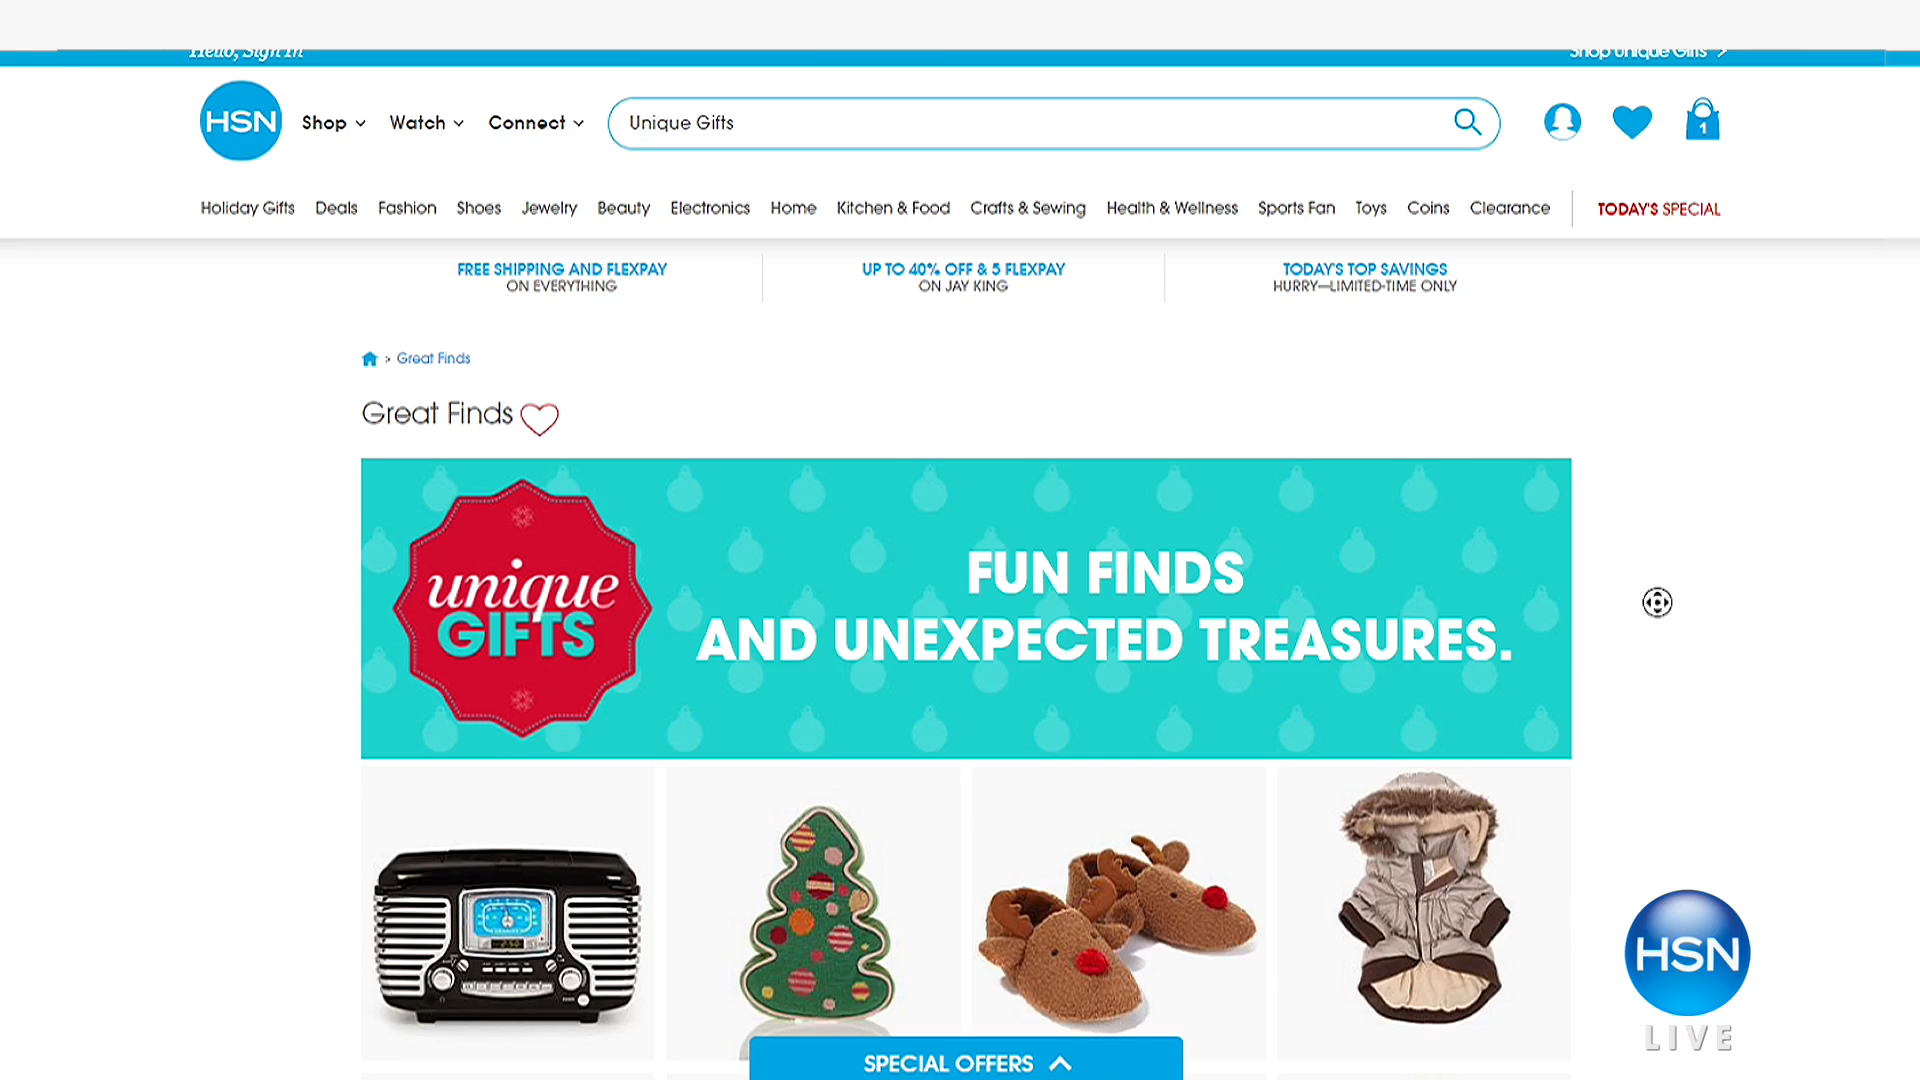 Hello, Sign In
Shop Unique Gifts >
HSN
Shop
Watch
Connect
Unique Gifts
1
Holiday Gifts
Deals
Fashion
Shoes
Jewelry
Beauty
Electronics
Home
Kitchen & Food
Crafts & Sewing
Health & Wellness
Sports Fan
Toys
Coins
Clearance
TODAY'S SPECIAL
FREE SHIPPING AND FLEXPAY
ON EVERYTHING
UP TO 40% OFF & 5 FLEXPAY
ON JAY KING
TODAY'S TOP SAVINGS
HURRY—LIMITED-TIME ONLY
> Great Finds
Great Finds
unique
GIFTS
FUN FINDS
AND UNEXPECTED TREASURES.
SPECIAL OFFERS
HSN
LIVE